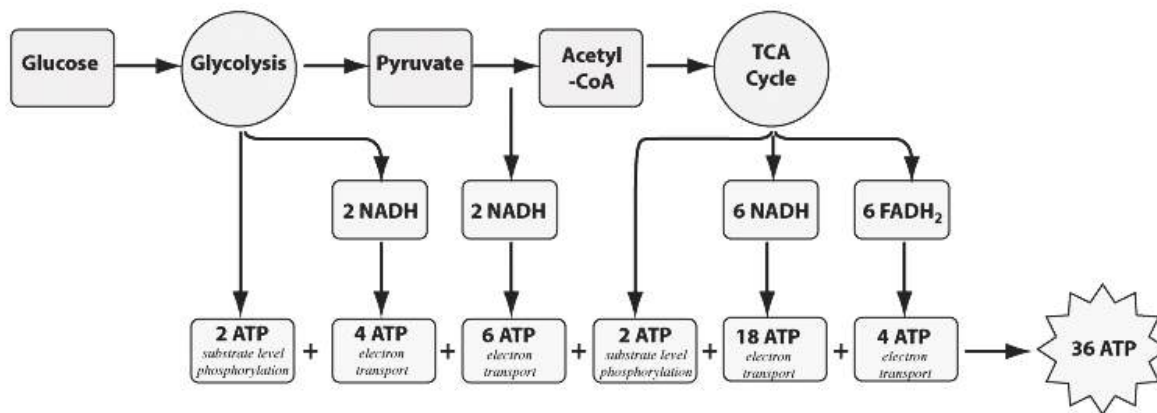 Glucose
Glycolysis
Pyruvate
Acetyl
-CoA
TCA
Cycle
2 NADH
2 NADH
6 NADH
6 FADH₂
2 ATP
substrate level
phosphorylation
+
4 ATP
electron
transport
+
6 ATP
electron
transport
+
2 ATP
substrate level
phosphorylation
+
18 ATP
electron
transport
+
4 ATP
electron
transport
36 ATP